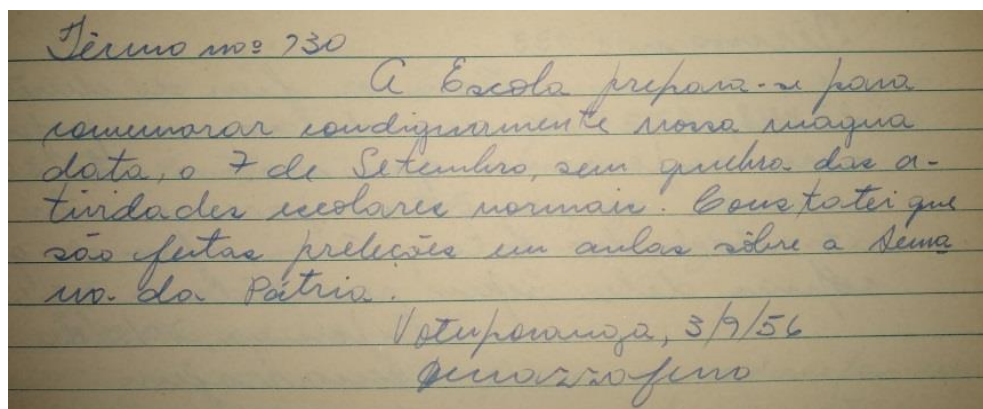 Têrmo nº 730
A Escola prepara-se para
comemorar condignamente nossa magna
data, o 7 de Setembro, sem quebra das a-
tividades escolares normais. Constatei que
são feitas preleções em aulas sôbre a Sema
na da Pátria.
Votuporanga, 3/9/56